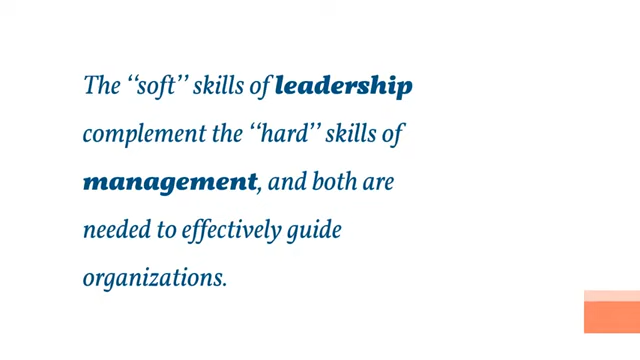 The “soft” skills of leadership
complement the “hard” skills of
management, and both are
needed to effectively guide
organizations.